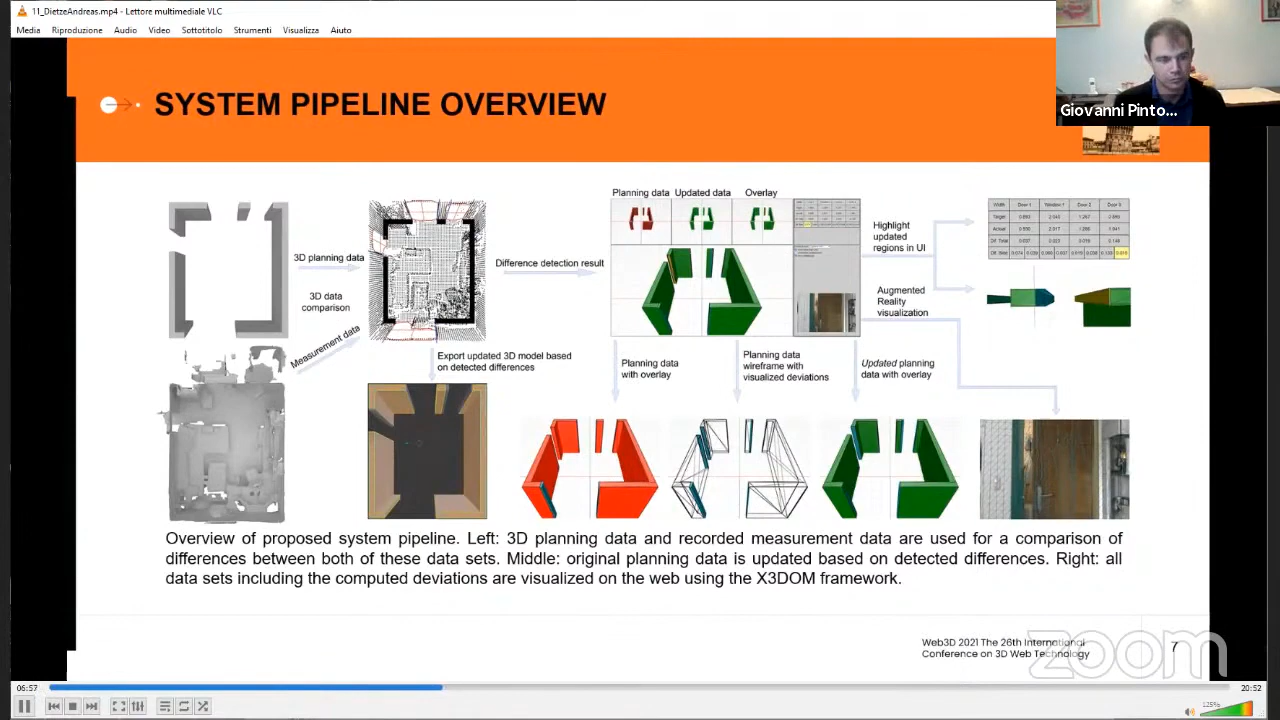 11_DietzeAndreas.mp4 - Lettore multimediale VLC
Media Riproduzione Audio Video Sottotitolo Strumenti Visualizza Aiuto
Giovanni Pinto...
SYSTEM PIPELINE OVERVIEW
Planning data Updated data Overlay
3D planning data
3D data
comparison
Measurement data
Difference detection result
Highlight
updated
regions in UI
Augmented
Reality
visualization
Export updated 3D model based
on detected differences
Planning data
with overlay
Planning data
wireframe with
visualized deviations
Updated planning
data with overlay
Overview of proposed system pipeline. Left: 3D planning data and recorded measurement data are used for a comparison of
differences between both of these data sets. Middle: original planning data is updated based on detected differences. Right: all
data sets including the computed deviations are visualized on the web using the X3DOM framework.
Web3D 2021 The 26th International
Conference on 3D Web Technology
7
zoom
06:57
20:52
125%